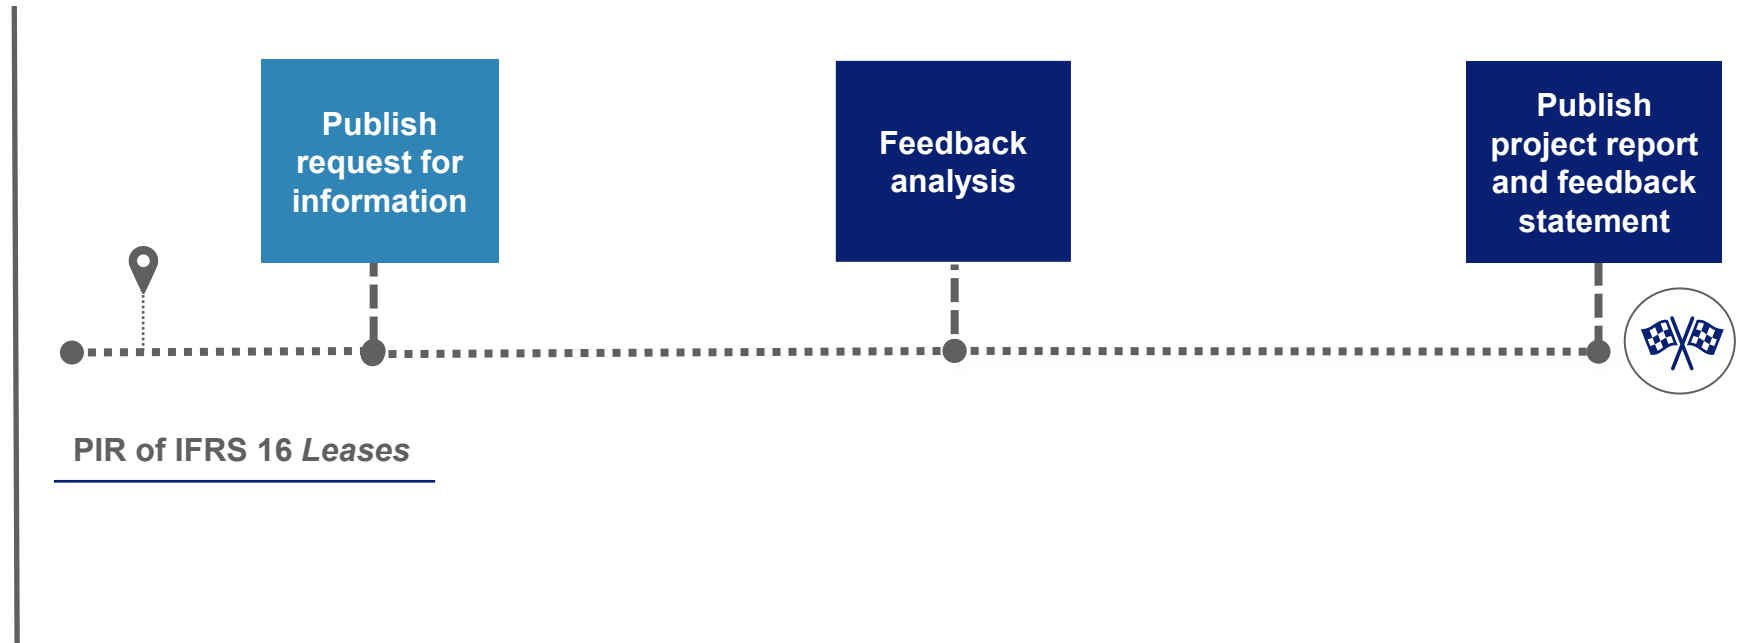 Publish
request for
information
Feedback
analysis
Publish
project report
and feedback
statement
PIR of IFRS 16 Leases